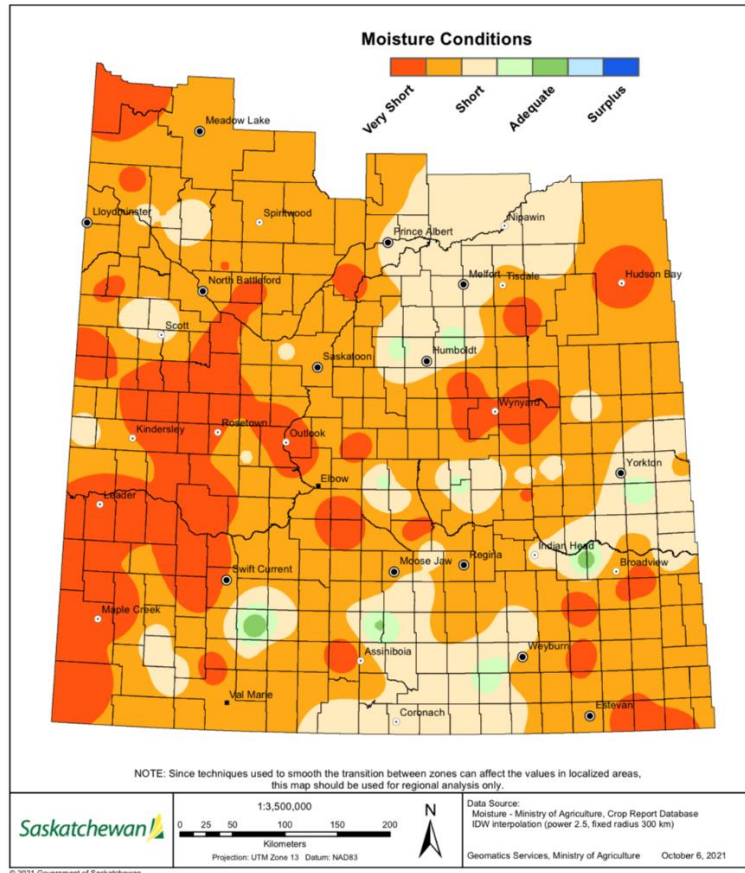 Moisture Conditions
Very Short
Short
Adequate
Surplus
Meadow Lake
Lloydminster
Spiritwood
Nipawin
Prince Albert
North Battleford
Melfort
Tisdale
Hudson Bay
Scott
Humboldt
Saskatoon
Wynyard
Kindersley
Rosetown
Outlook
Yorkton
Elbow
Leader
Indian Head
Regina
Moose Jaw
Broadview
Swift Current
Maple Creek
Assiniboia
Weyburn
Val Marie
Coronach
Estevan
NOTE: Since techniques used to smooth the transition between zones can affect the values in localized areas,
this map should be used for regional analysis only.
Saskatchewan
1:3,500,000
0 25 50 100 150 200
Kilometers
Projection: UTM Zone 13 Datum: NAD83
N
Data Source:
Moisture - Ministry of Agriculture, Crop Report Database
IDW interpolation (power 2.5, fixed radius 300 km)
Geomatics Services, Ministry of Agriculture October 6, 2021
© 2021 Government of Saskatchewan